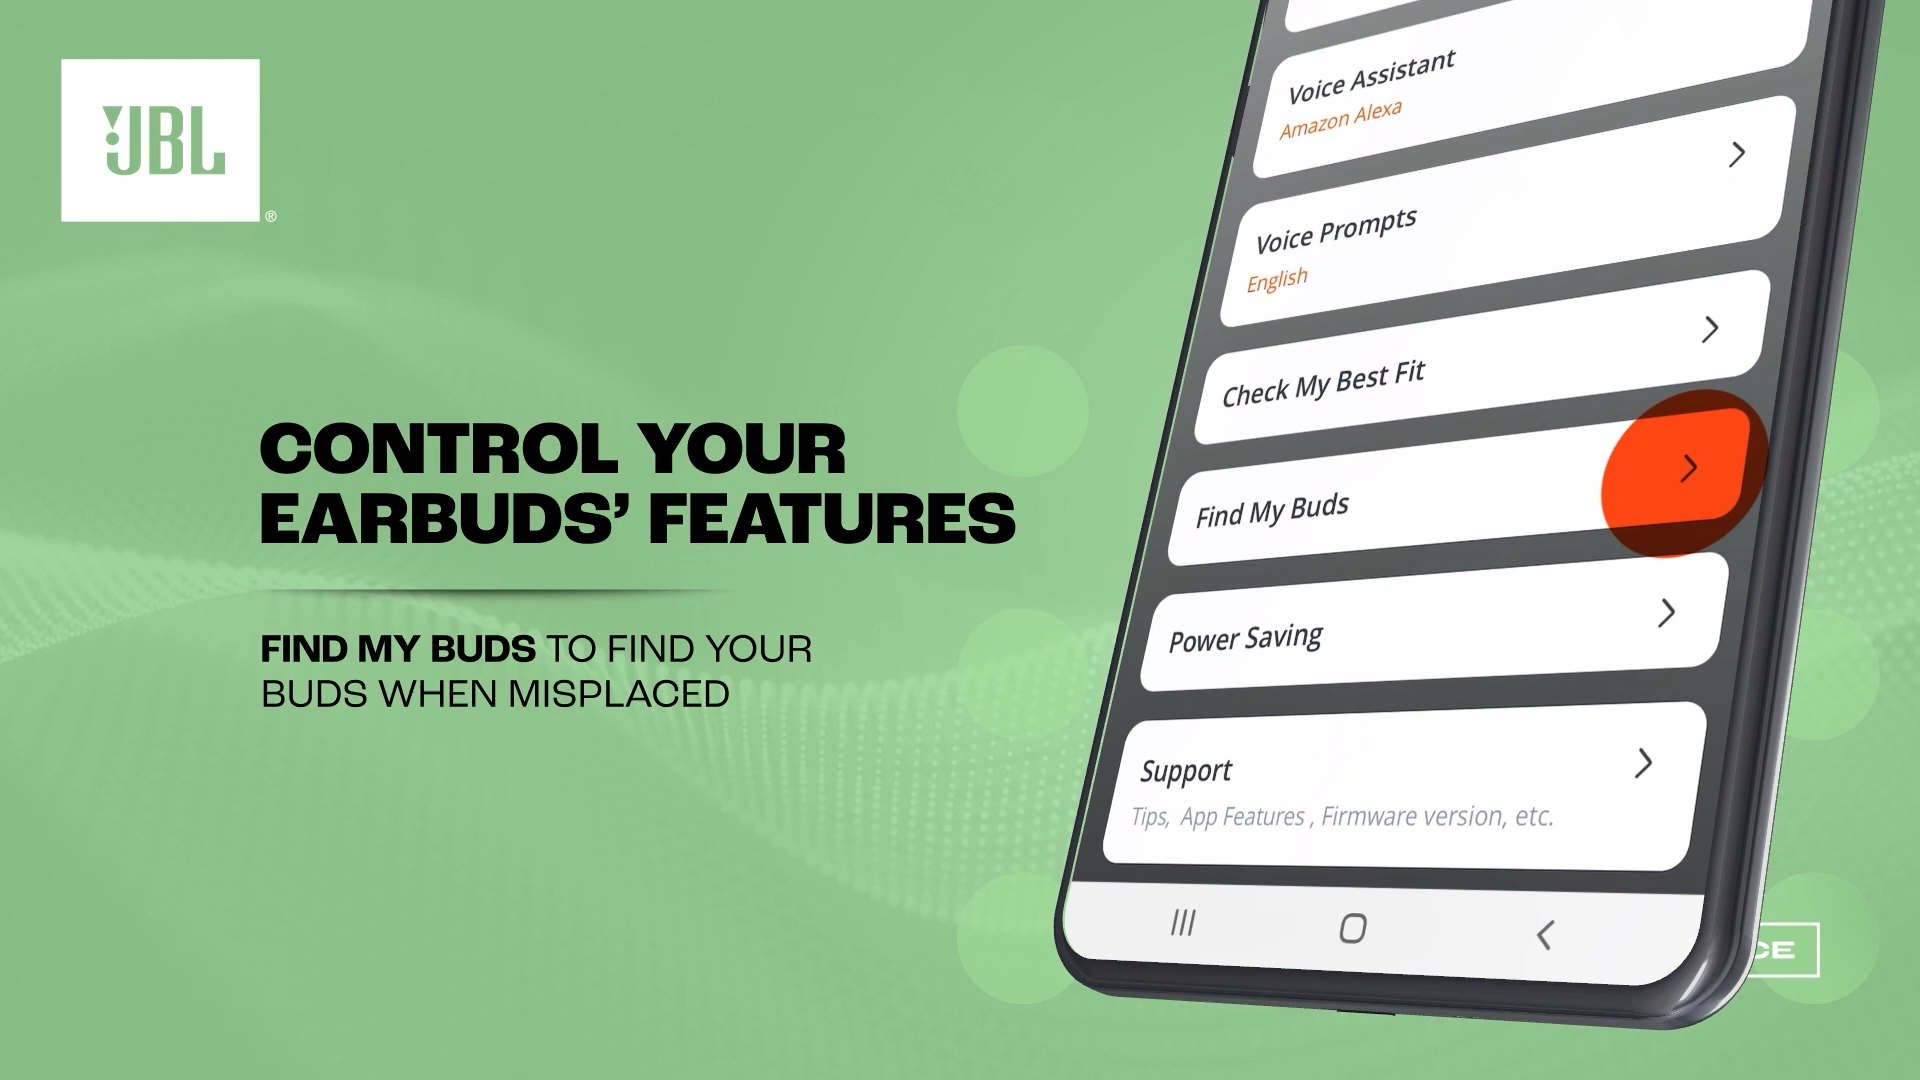 JBL
®
CONTROL YOUR
EARBUDS’ FEATURES
FIND MY BUDS TO FIND YOUR
BUDS WHEN MISPLACED
Voice Assistant
Amazon Alexa
Voice Prompts
English
Check My Best Fit
Find My Buds
Power Saving
Support
Tips, App Features , Firmware version, etc.